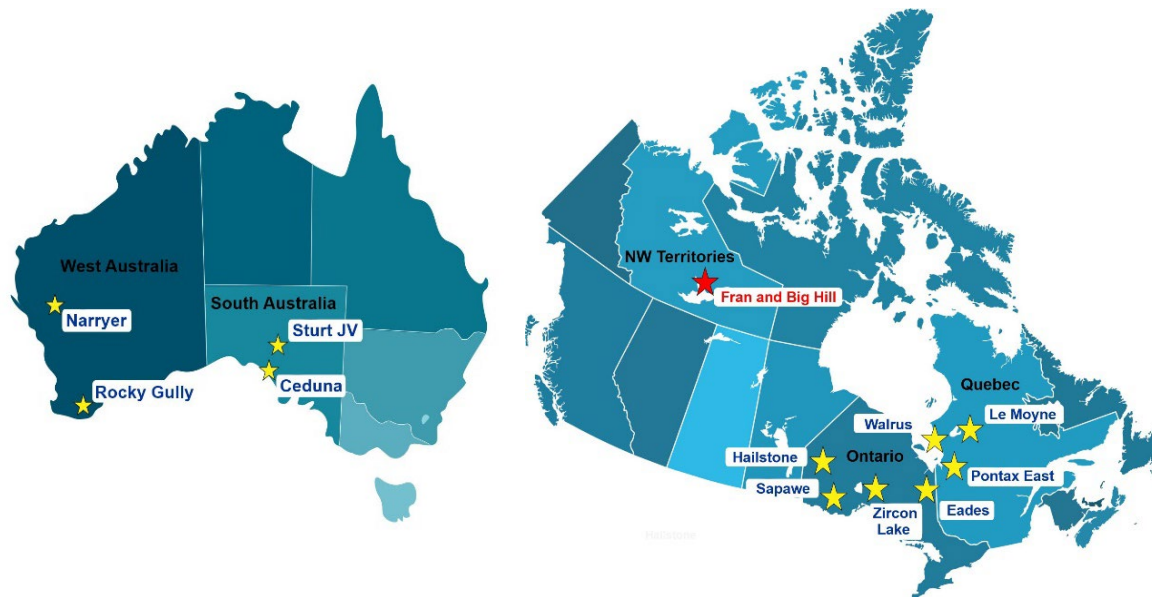 West Australia
Narryer
Rocky Gully
South Australia
Sturt JV
Ceduna
NW Territories
Fran and Big Hill
Quebec
Le Moyne
Walrus
Ontario
Hailstone
Pontax East
Sapawe
Zircon
Lake
Eades
Hailstone